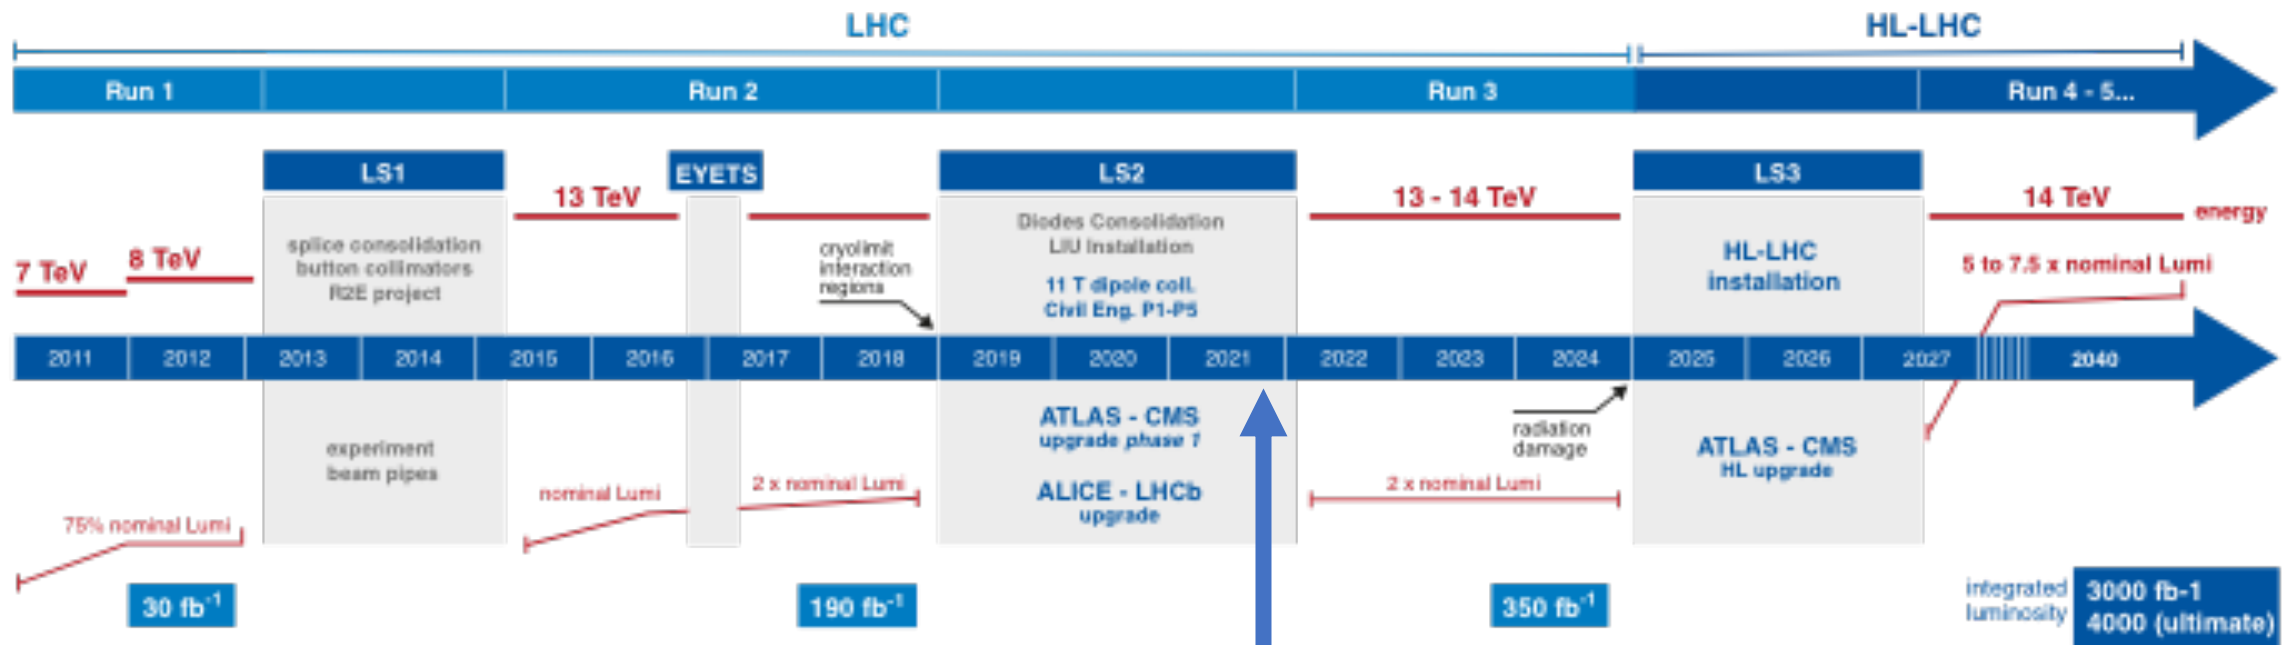 LHC
HL-LHC
Run 1
Run 2
Run 3
Run 4 - 5...
LS1
EYETS
LS2
LS3
13 TeV
13 - 14 TeV
14 TeV
energy
Diodes Consolidation
LIU Installation
splice consolidation
button collimators
R2E project
cryolimit
interaction
regions
HL-LHC
installation
7 TeV
8 TeV
11 T dipole coll.
Civil Eng. P1-P5
5 to 7.5 x nominal Lumi
2011
2012
2013
2014
2015
2016
2017
2018
2019
2020
2021
2022
2023
2024
2025
2026
2027
2040
experiment
beam pipes
ATLAS - CMS
upgrade phase 1
radiation
damage
ATLAS - CMS
HL upgrade
75% nominal Lumi
nominal Lumi
2 x nominal Lumi
ALICE - LHCb
upgrade
2 x nominal Lumi
30 fb⁻¹
190 fb⁻¹
350 fb⁻¹
integrated
luminosity
3000 fb-1
4000 (ultimate)